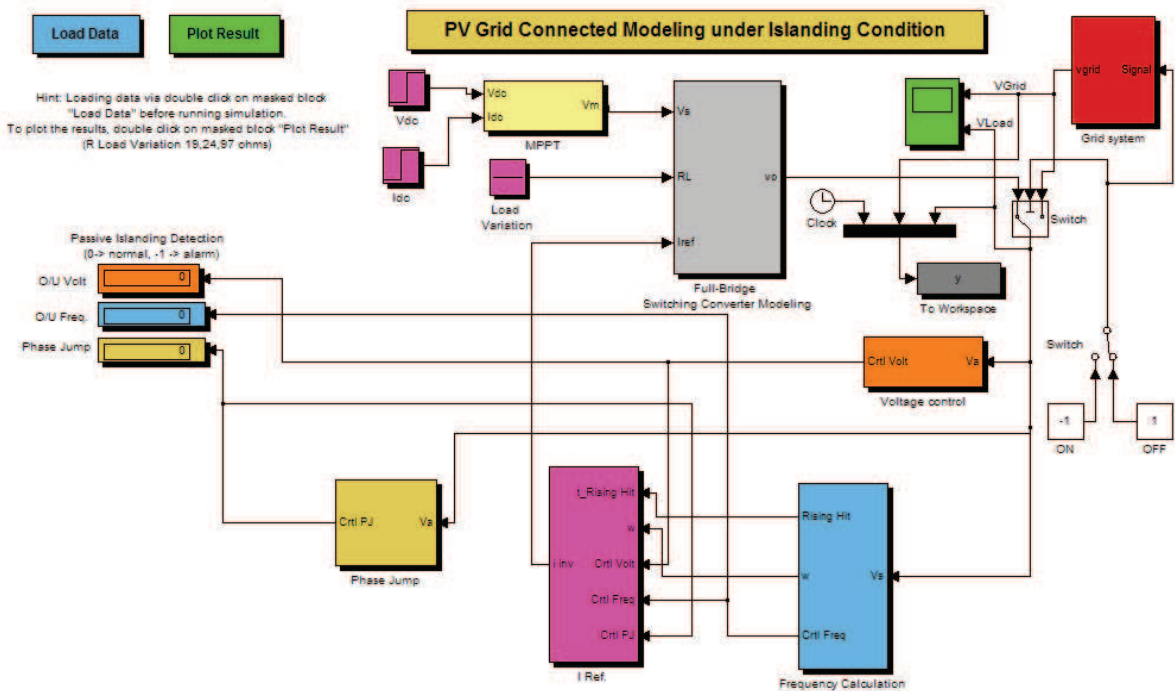 Load Data
Plot Result
PV Grid Connected Modeling under Islanding Condition
Hint: Loading data via double click on masked block
"Load Data" before running simulation.
To plot the results, double click on masked block "Plot Result"
(R Load Variation 19,24,97 ohms)
Vdc
Idc
Vdc
Idc
Vm
MPPT
Load
Variation
Vs
RL
Iref
vo
Full-Bridge
Switching Converter Modeling
VGrid
VLoad
vgrid
Signal
Grid system
Clock
Switch
y
To Workspace
Passive Islanding Detection
(0-> normal, -1 -> alarm)
O/U Volt
0
O/U Freq.
0
Phase Jump
0
Crtl Volt
Va
Voltage control
Switch
-1
ON
1
OFF
Crtl PJ
Va
Phase Jump
t_Rising Hit
w
Crtl Volt
i inv
Crtl Freq
Crtl PJ
I Ref.
Rising Hit
w
Vs
Crtl Freq
Frequency Calculation